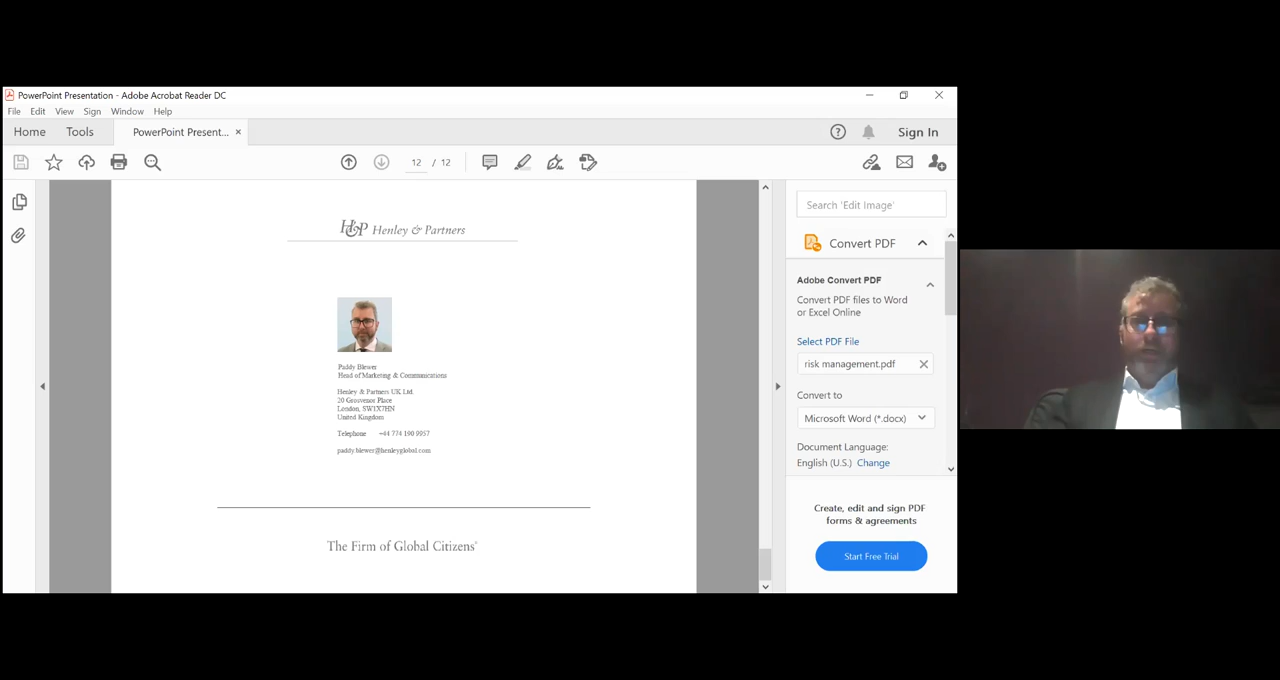 PowerPoint Presentation - Adobe Acrobat Reader DC
File Edit View Sign Window Help
Home Tools PowerPoint Present... × Sign In
12 / 12
H&P Henley & Partners
Paddy Blewer
Head of Marketing & Communications
Henley & Partners UK Ltd.
20 Grosvenor Place
London, SW1X7HN
United Kingdom
Telephone +44 774 190 9957
paddy.blewer@henleyglobal.com
The Firm of Global Citizens®
Search 'Edit Image'
Convert PDF
Adobe Convert PDF
Convert PDF files to Word
or Excel Online
Select PDF File
risk management.pdf
Convert to
Microsoft Word (*.docx)
Document Language:
English (U.S.) Change
Create, edit and sign PDF
forms & agreements
Start Free Trial